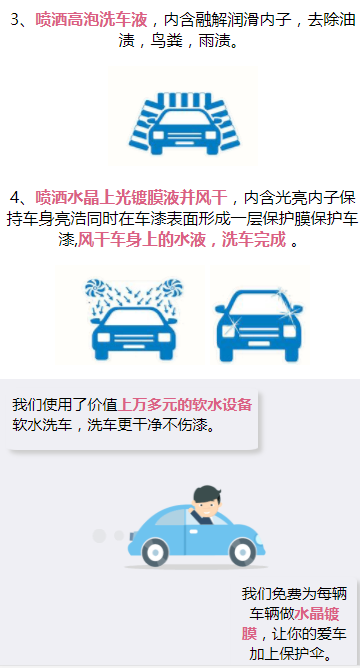 3、喷洒高泡洗车液，内含融解润滑内子，去除油
渍，鸟粪，雨渍。
4、喷洒水晶上光镀膜液并风干，内含光亮内子保
持车身亮浩同时在车漆表面形成一层保护膜保护车
漆,风干车身上的水液，洗车完成 。
我们使用了价值上万多元的软水设备
软水洗车，洗车更干净不伤漆。
我们免费为每辆
车辆做水晶镀
膜，让你的爱车
加上保护伞。